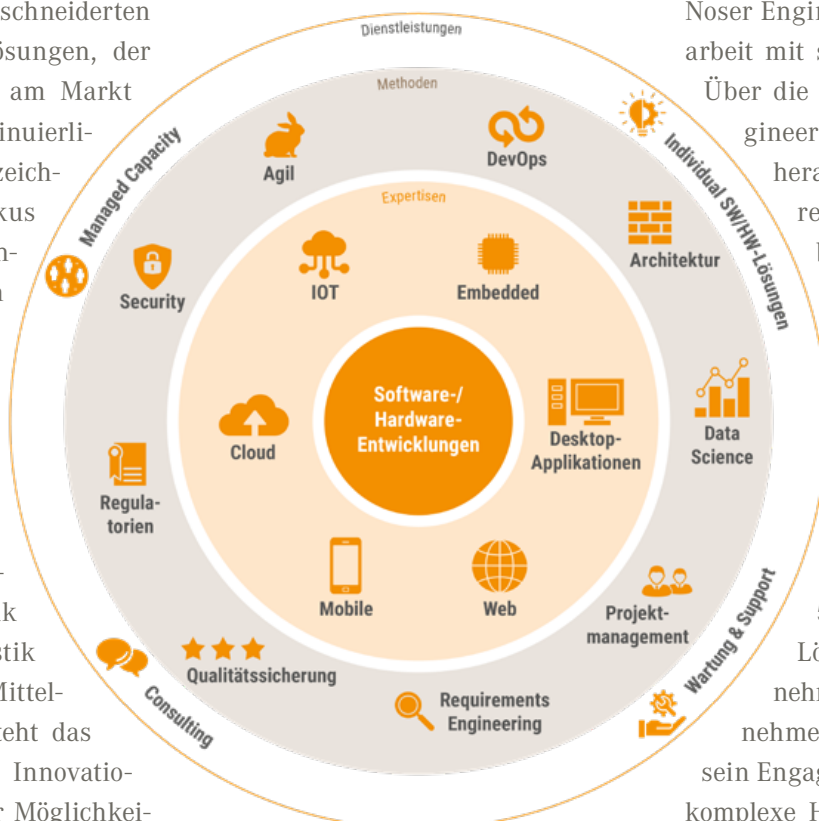 schneiderten
ösungen, der
am Markt
inuierli-
zeich-
kus
n-
k
stik
Mittel-
eht das
Innovatio-
r Möglichkei-
Dienstleistungen
Methoden
Agil
DevOps
Managed Capacity
Individual SW/HW-Lösungen
Expertisen
Security
IOT
Embedded
Architektur
Cloud
Software-/
Hardware-
Entwicklungen
Desktop-
Applikationen
Data
Science
Regula-
torien
Mobile
Web
Projekt-
management
Qualitätssicherung
Requirements
Engineering
Consulting
Wartung & Support
Noser Engin
arbeit mit s
Über die
gineer
hera
re
b
s
Lö
nehm
nehme
sein Engag
komplexe H